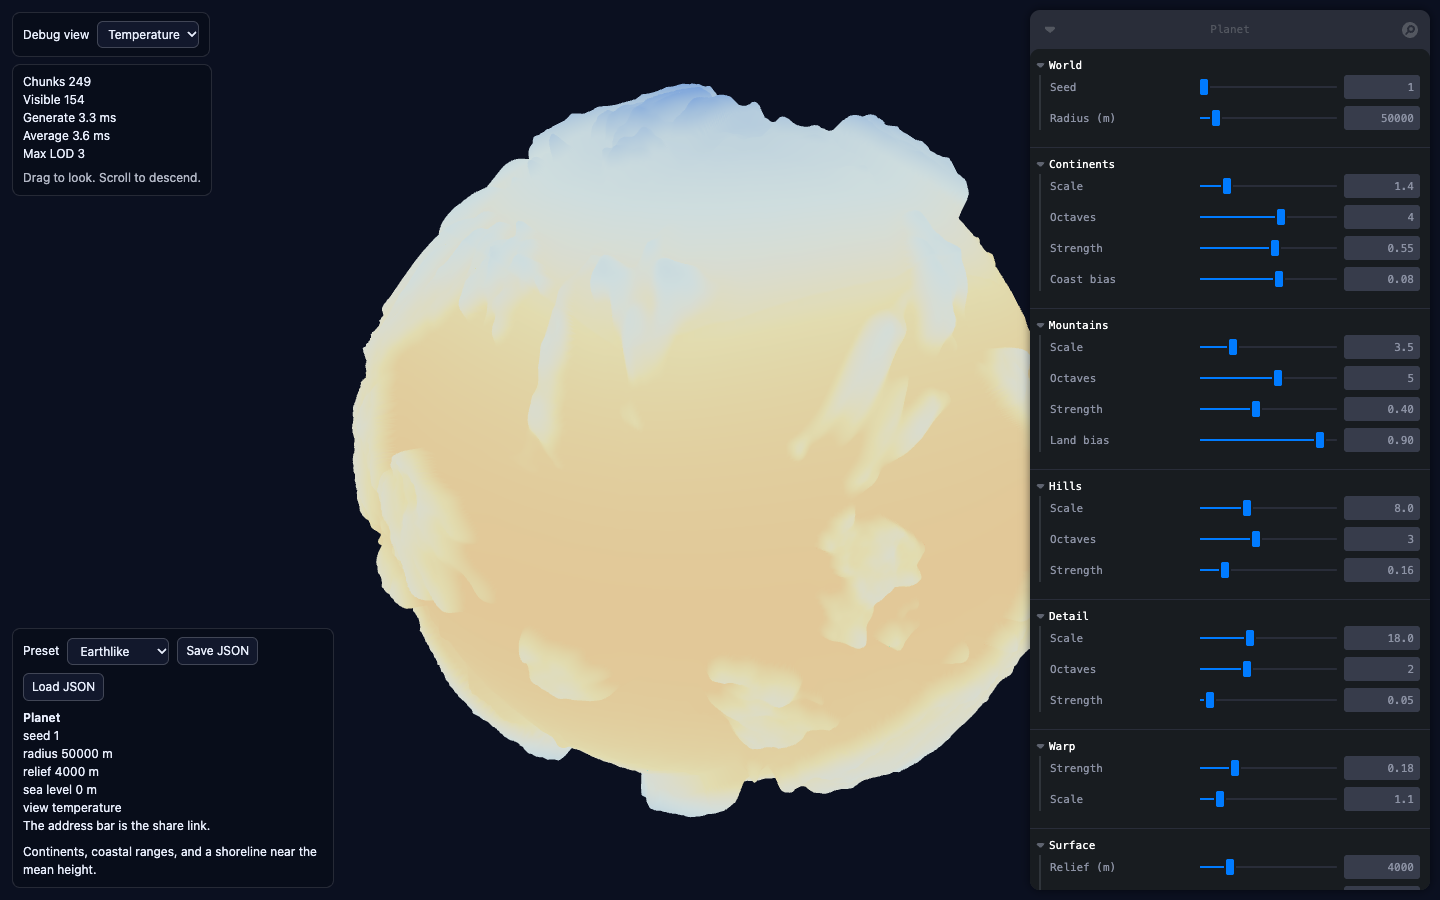 Debug view Temperature
Chunks 249
Visible 154
Generate 3.3 ms
Average 3.6 ms
Max LOD 3
Drag to look. Scroll to descend.
Preset Earthlike Save JSON
Load JSON
Planet
seed 1
radius 50000 m
relief 4000 m
sea level 0 m
view temperature
The address bar is the share link.
Continents, coastal ranges, and a shoreline near the
mean height.
Planet
World
Seed 1
Radius (m) 50000
Continents
Scale 1.4
Octaves 4
Strength 0.55
Coast bias 0.08
Mountains
Scale 3.5
Octaves 5
Strength 0.40
Land bias 0.90
Hills
Scale 8.0
Octaves 3
Strength 0.16
Detail
Scale 18.0
Octaves 2
Strength 0.05
Warp
Strength 0.18
Scale 1.1
Surface
Relief (m) 4000